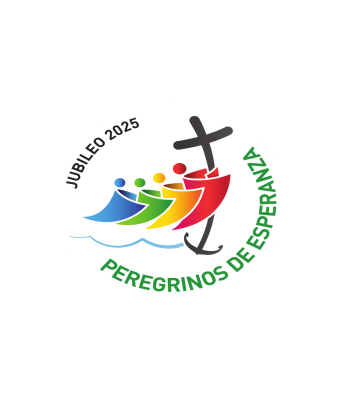 JUBILEO 2025
PEREGRINOS DE ESPERANZA